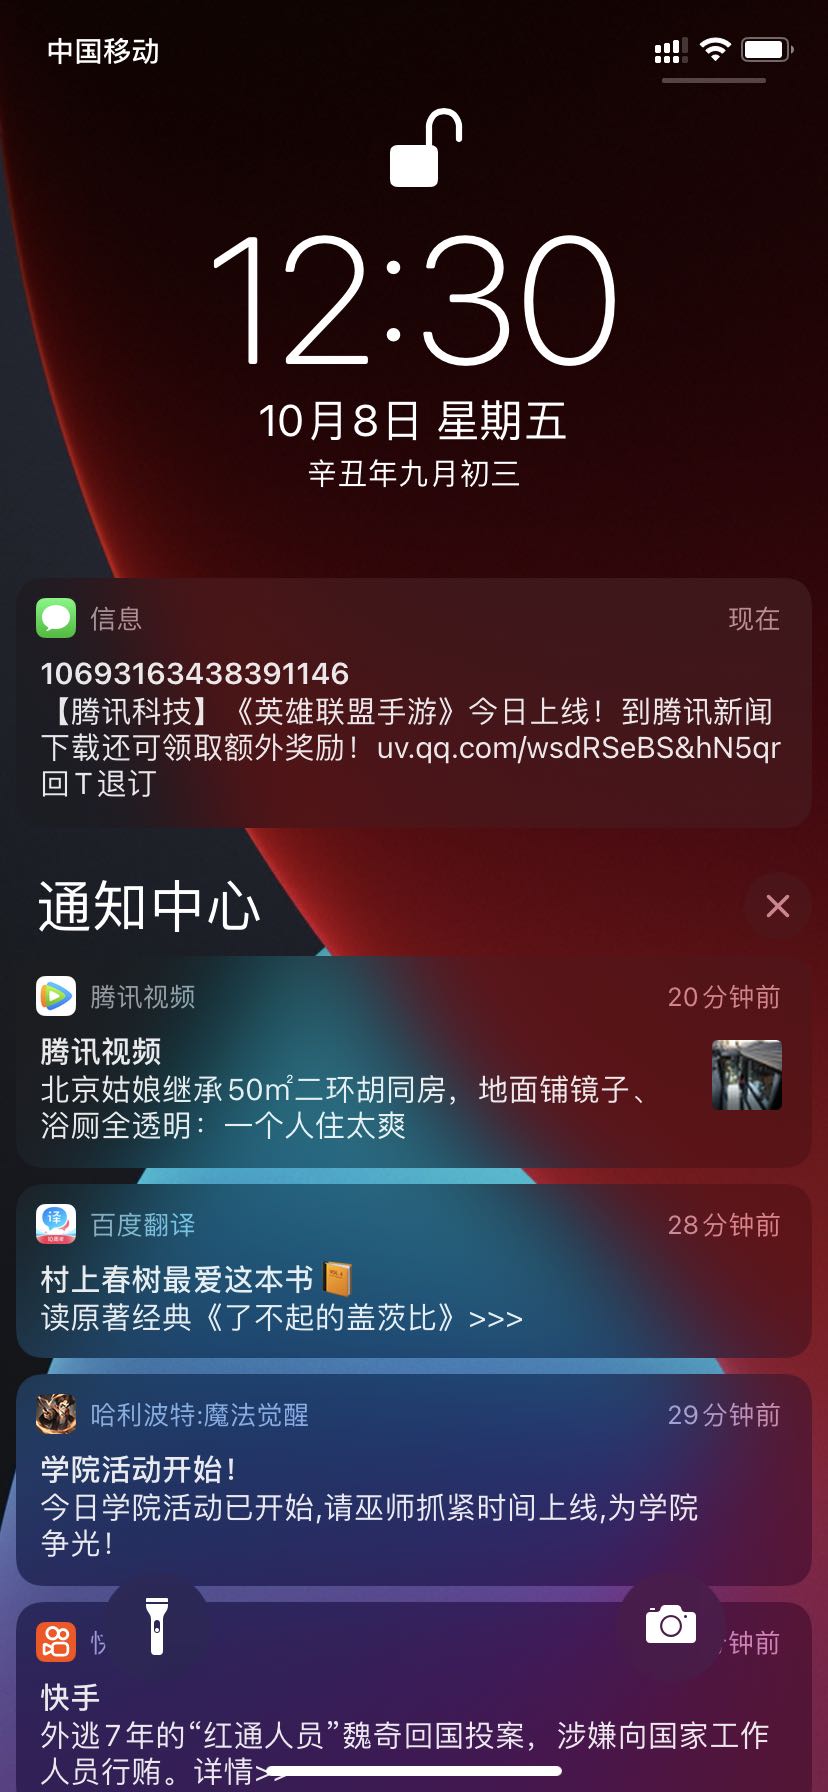 中国移动
12:30
10月8日 星期五
辛丑年九月初三
信息
现在
10693163438391146
【腾讯科技】《英雄联盟手游》今日上线！到腾讯新闻
下载还可领取额外奖励！uv.qq.com/wsdRSeBS&hN5qr
回T退订
通知中心
腾讯视频
20分钟前
腾讯视频
北京姑娘继承50㎡二环胡同房，地面铺镜子、
浴厕全透明：一个人住太爽
译
百度翻译
28分钟前
村上春树最爱这本书📔
读原著经典《了不起的盖茨比》>>>
哈利波特:魔法觉醒
29分钟前
学院活动开始！
今日学院活动已开始,请巫师抓紧时间上线,为学院
争光！
快
钟前
快手
外逃7年的“红通人员”魏奇回国投案，涉嫌向国家工作
人员行贿。详情>>